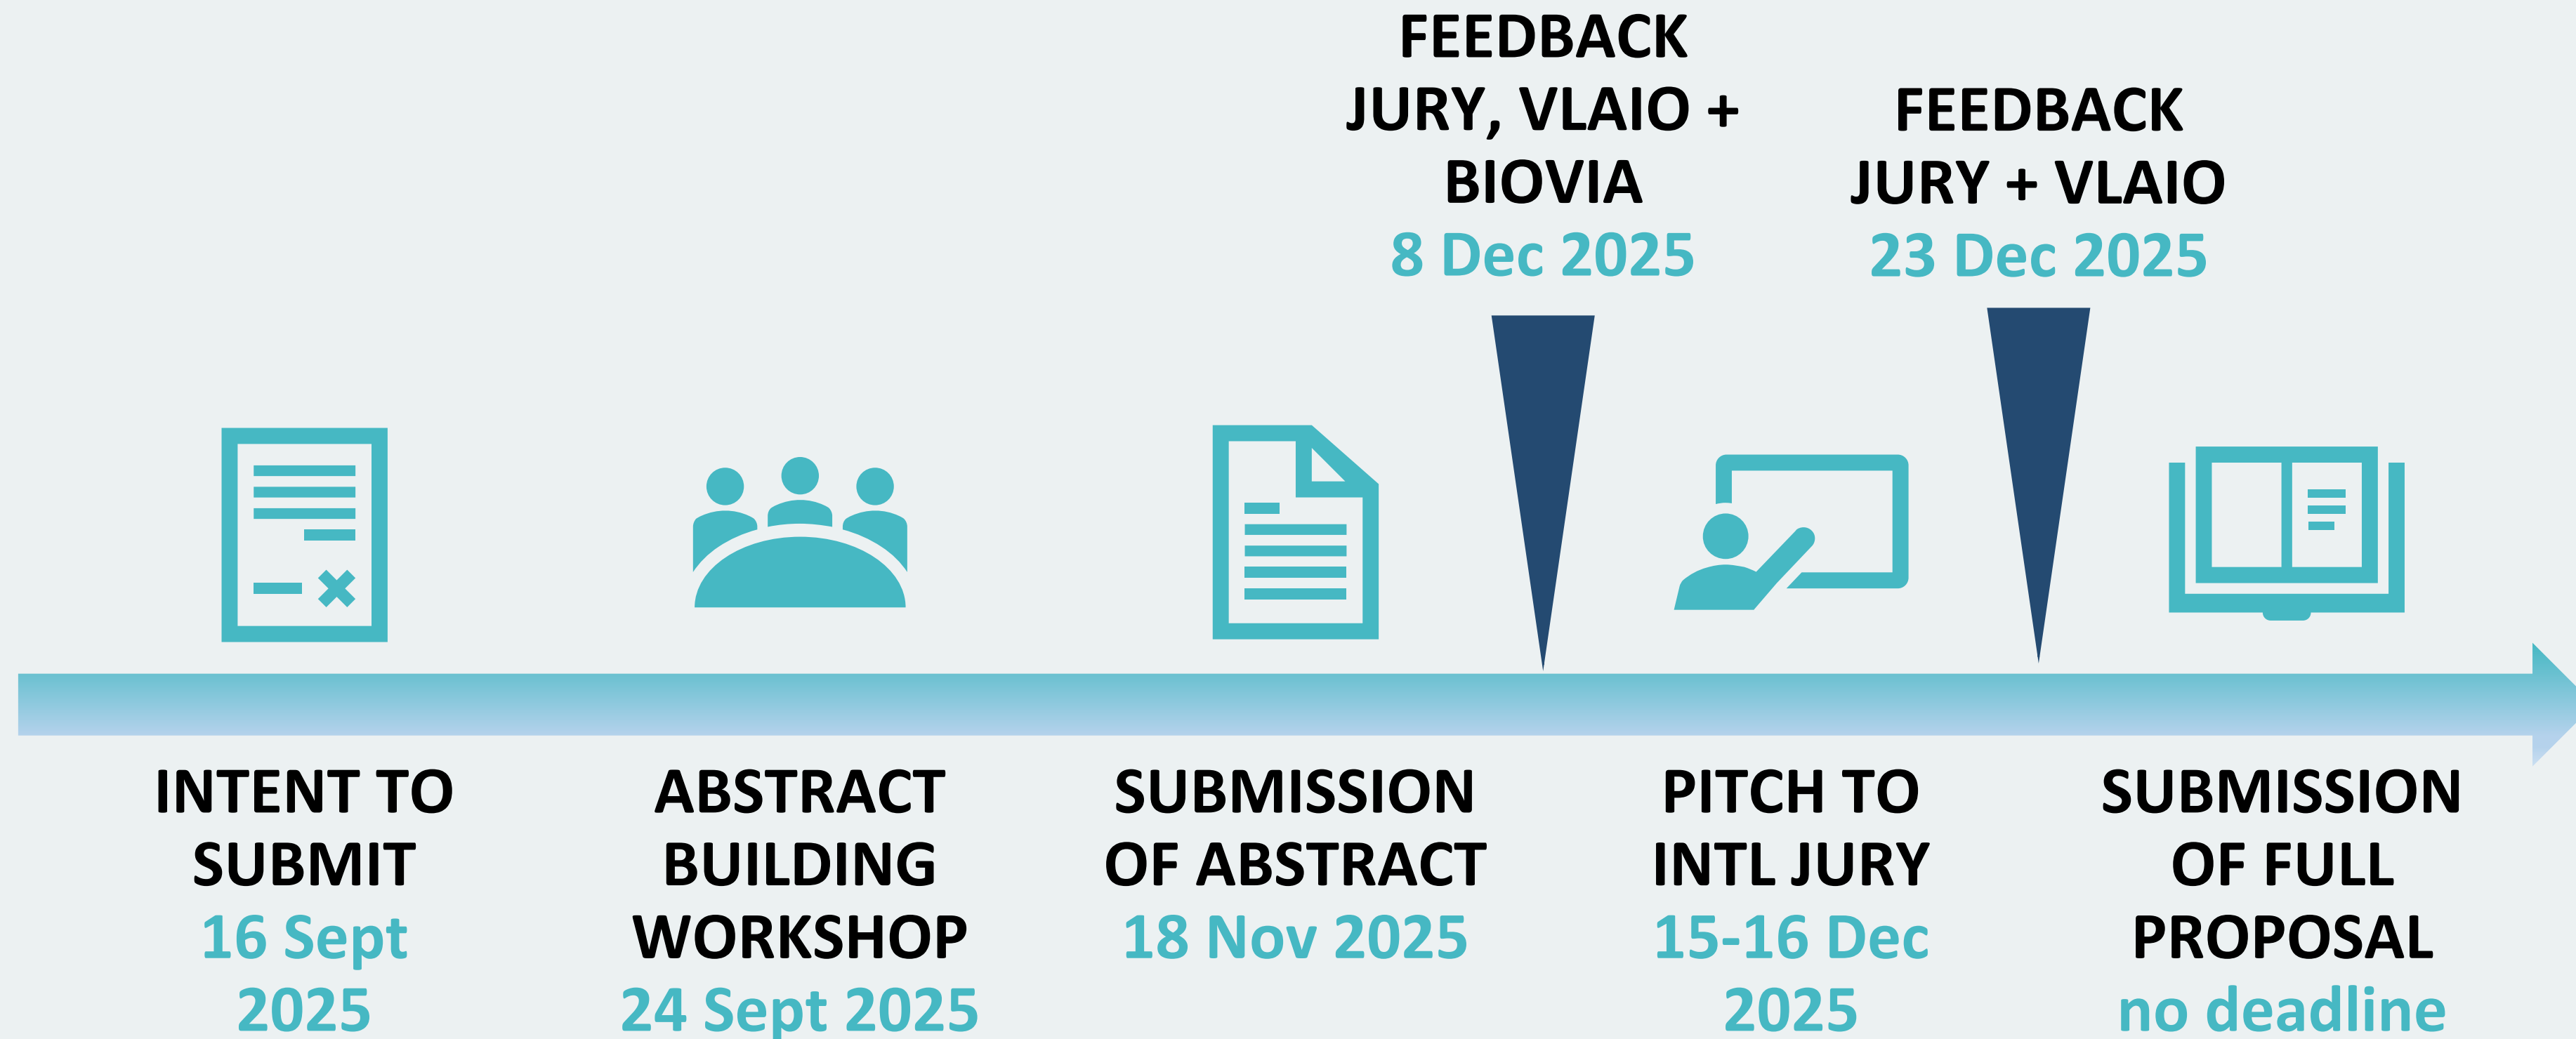 FEEDBACK
JURY, VLAIO +
BIOVIA
8 Dec 2025
FEEDBACK
JURY + VLAIO
23 Dec 2025
INTENT TO
SUBMIT
16 Sept
2025
ABSTRACT
BUILDING
WORKSHOP
24 Sept 2025
SUBMISSION
OF ABSTRACT
18 Nov 2025
PITCH TO
INTL JURY
15-16 Dec
2025
SUBMISSION
OF FULL
PROPOSAL
no deadline